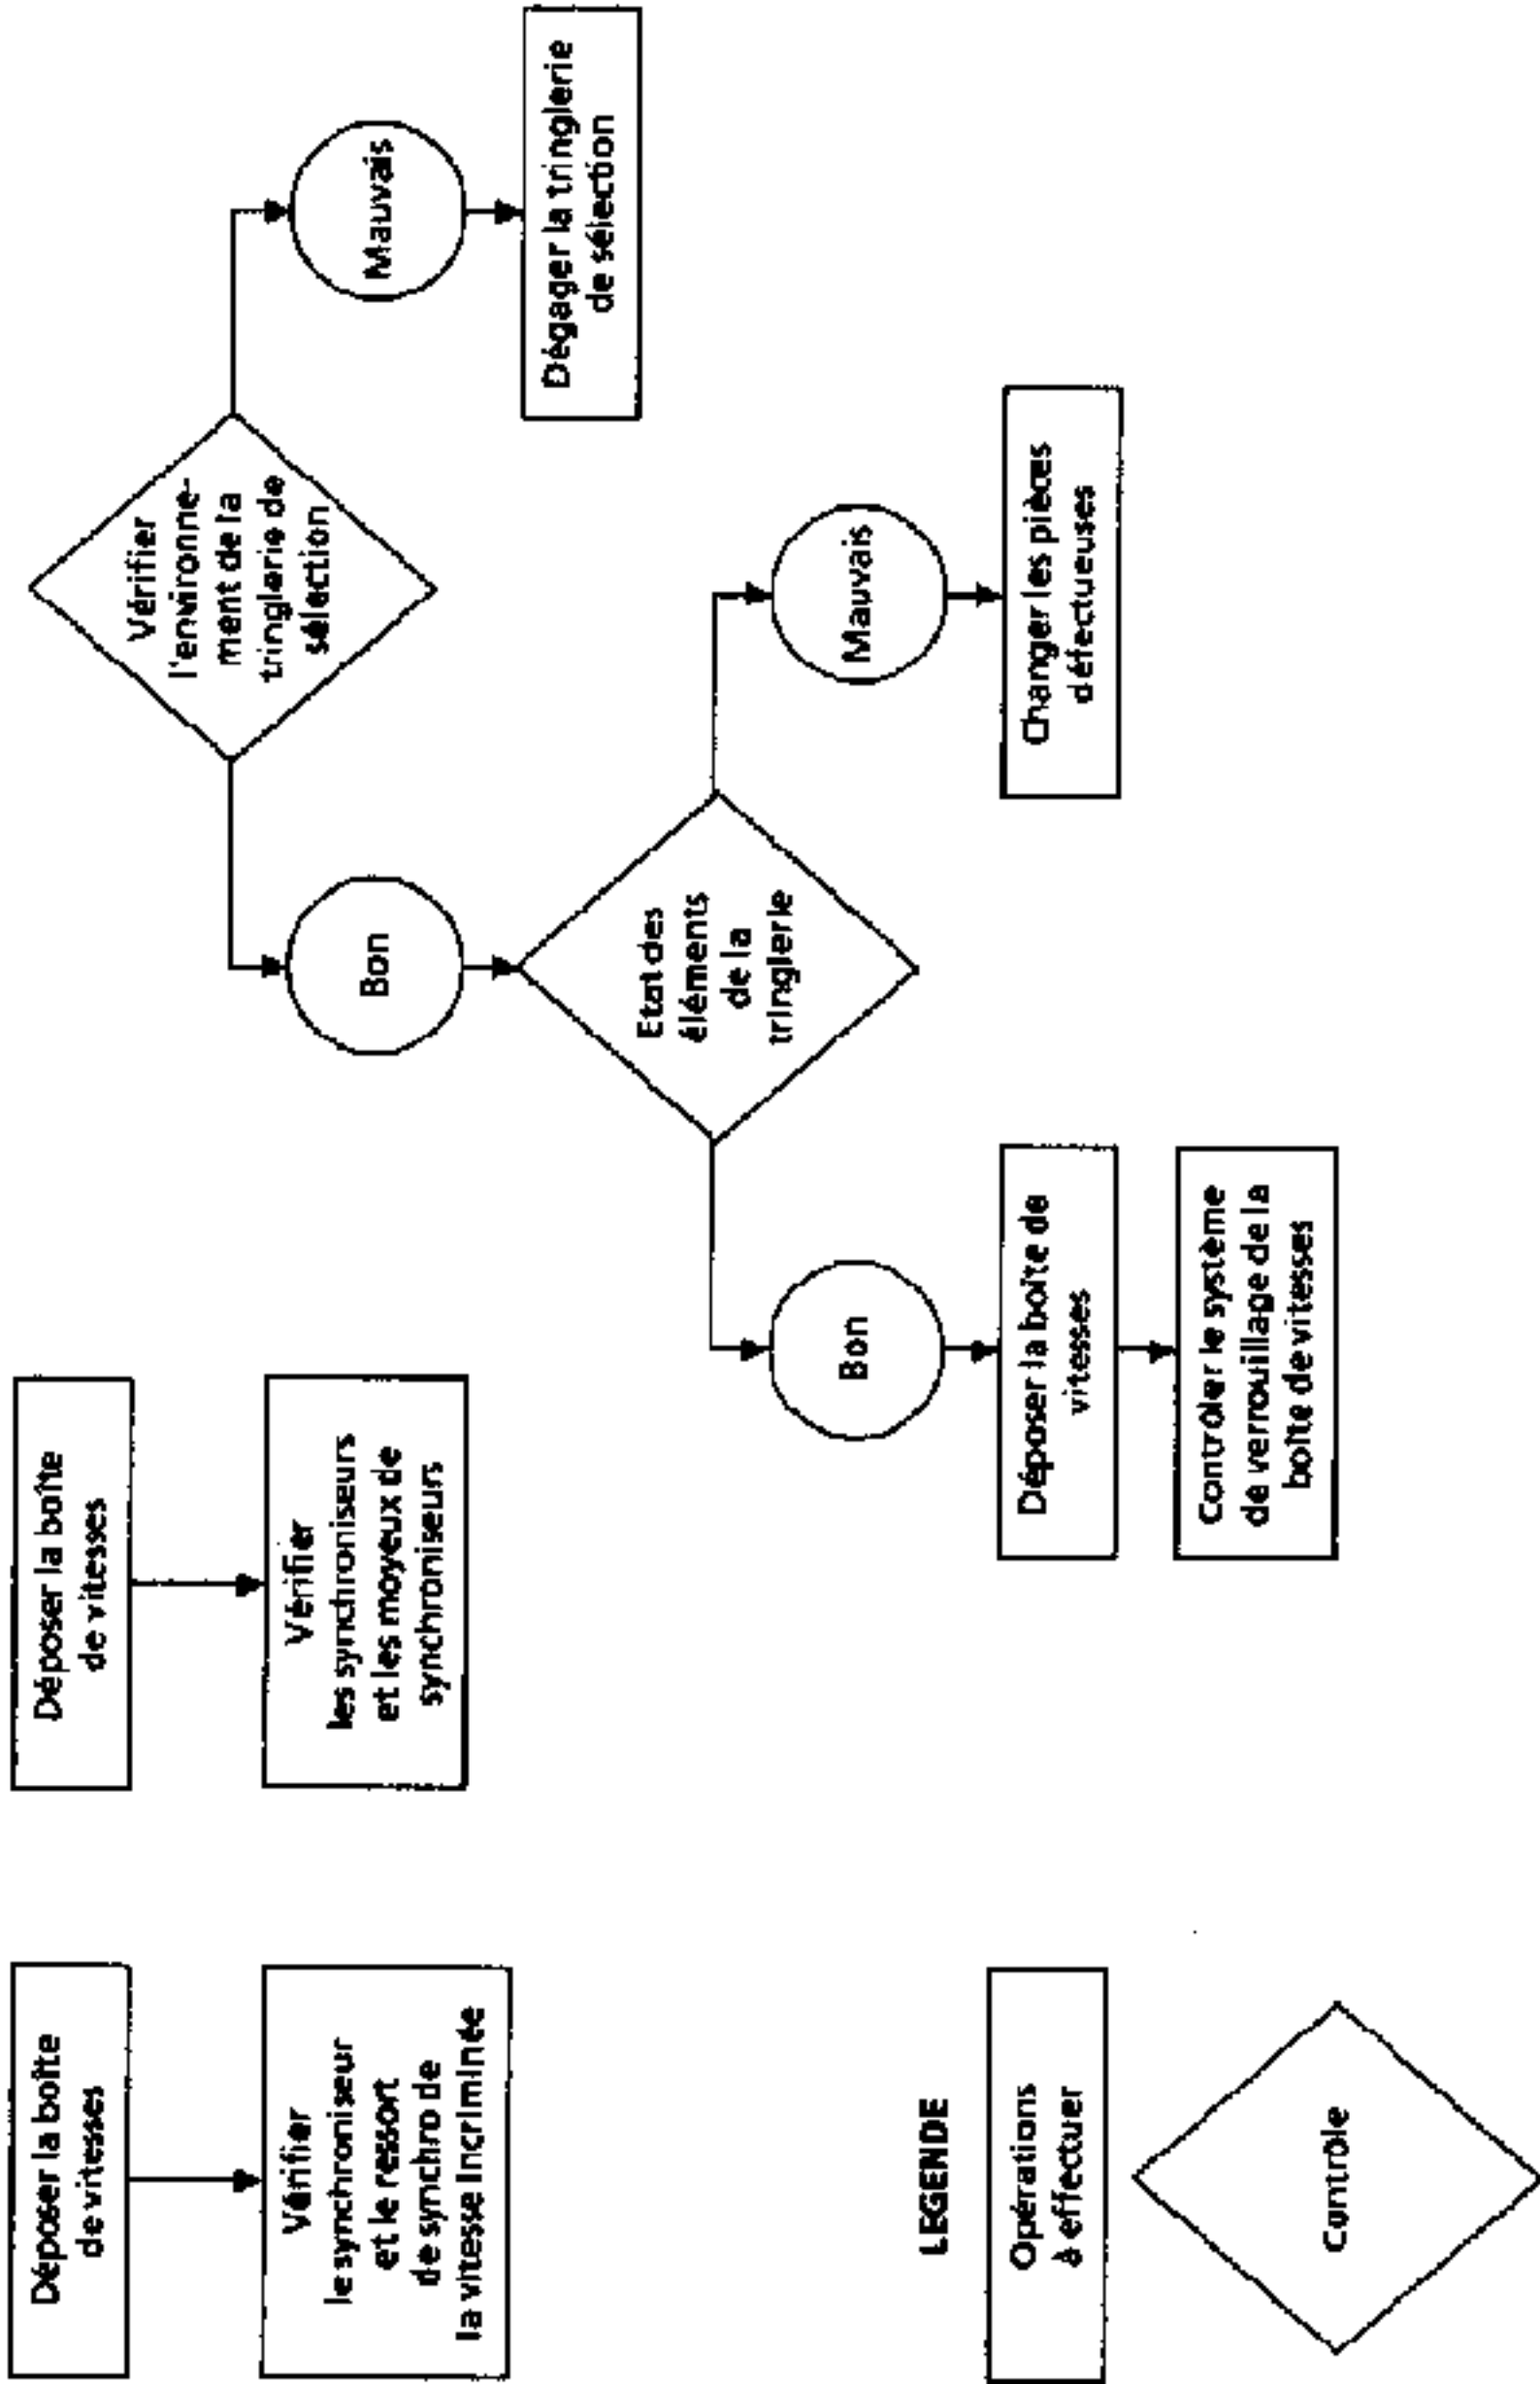 Déposer la boîte
de vitesses
Vérifier
le synchroniseur
et le ressort
de synchro de
la vitesse incriminée
Déposer la boîte
de vitesses
Vérifier
les synchroniseurs
et les moyeux de
synchroniseurs
Vérifier
l'environne-
ment de la
tringlerie de
sélection
Bon
Mauvais
Dégager la tringlerie
de sélection
Etat des
éléments
de la
tringlerie
Bon
Mauvais
Déposer la boîte de
vitesses
Contrôler le système
de verrouillage de la
boîte de vitesses
Changer les pièces
défectueuses
LEGENDE
Opérations
à effectuer
Contrôle